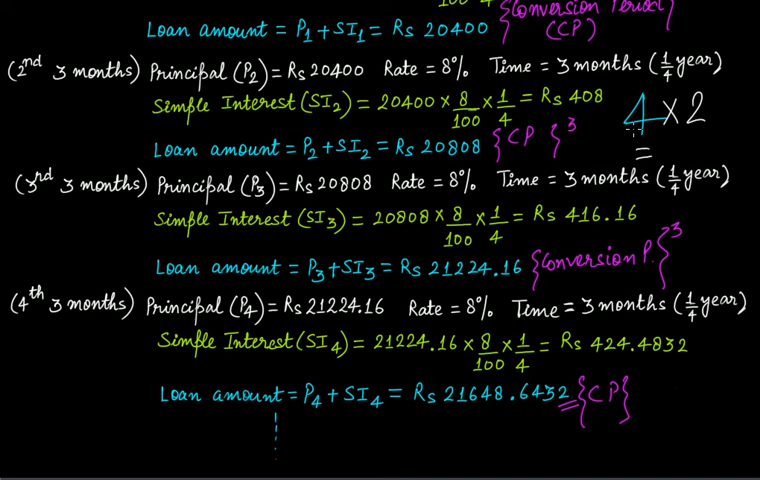 100 4
{Conversion Period
Loan amount = P₁ + SI₁ = Rs 20400 (CP) }
(2nd 3 months) Principal (P₂) = Rs 20400 Rate = 8% Time = 3 months (1/4 year)
Simple Interest (SI₂) = 20400 × 8/100 × 1/4 = Rs 408
4 × 2
Loan amount = P₂ + SI₂ = Rs 20808 {CP }³
=
(3rd 3 months) Principal (P₃) = Rs 20808 Rate = 8% Time = 3 months (1/4 year)
Simple Interest (SI₃) = 20808 × 8/100 × 1/4 = Rs 416.16
Loan amount = P₃ + SI₃ = Rs 21224.16 {Conversion P. }³
(4th 3 months) Principal (P₄) = Rs 21224.16 Rate = 8% Time = 3 months (1/4 year)
Simple Interest (SI₄) = 21224.16 × 8/100 × 1/4 = Rs 424.4832
Loan amount = P₄ + SI₄ = Rs 21648.6432 {CP}